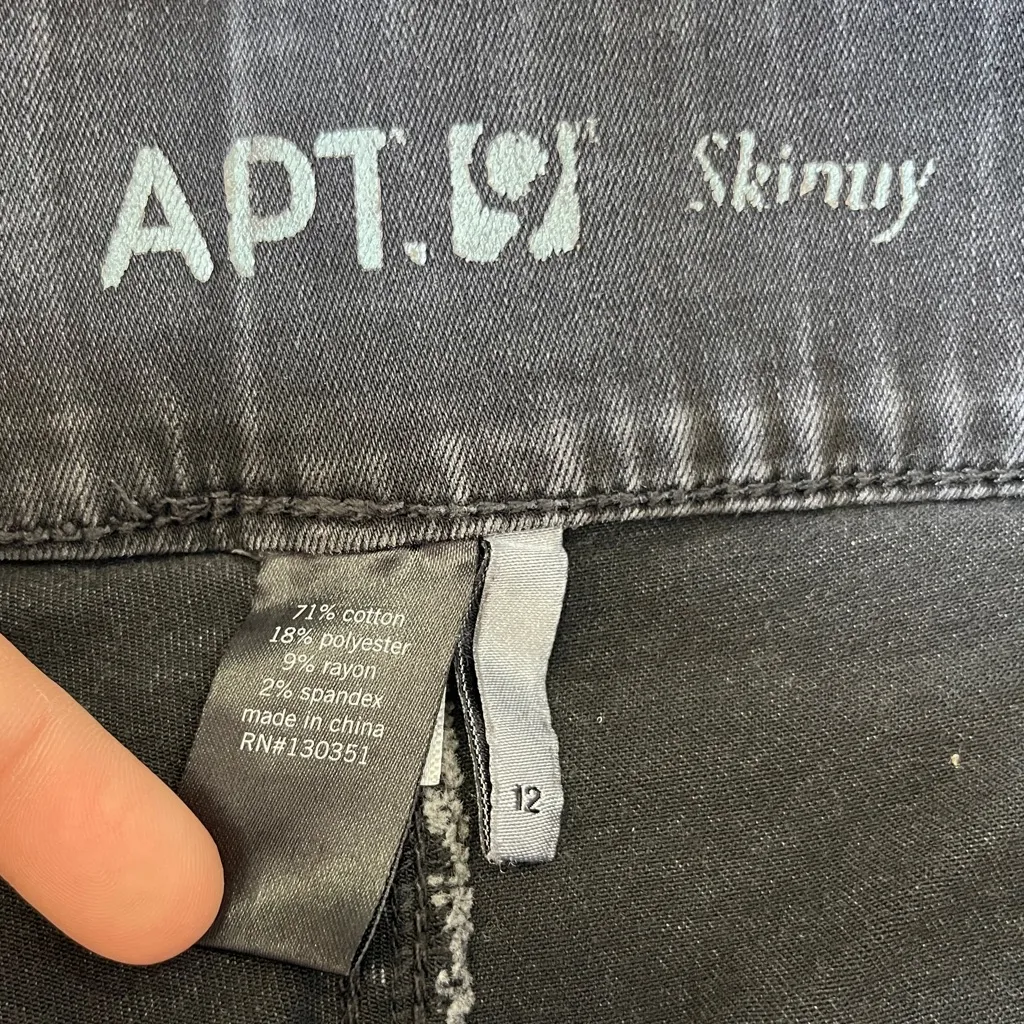 APT. 9 Skinny
71% cotton
18% polyester
9% rayon
2% spandex
made in china
RN#130351
12